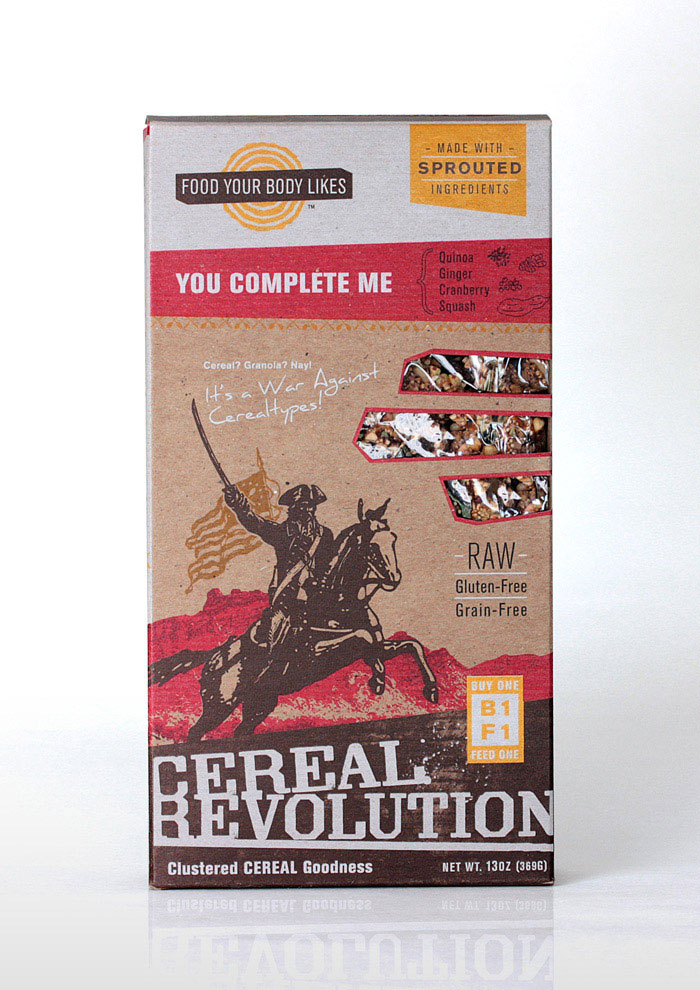 FOOD YOUR BODY LIKES
™
- MADE WITH -
SPROUTED
INGREDIENTS
YOU COMPLETE ME
Quinoa
Ginger
Cranberry
Squash
Cereal? Granola? Nay!
It's a War Against
Cerealtypes!
-RAW-
Gluten-Free
Grain-Free
BUY ONE
B1
F1
FEED ONE
CEREAL
REVOLUTION
Clustered CEREAL Goodness
NET WT. 13OZ (369G)